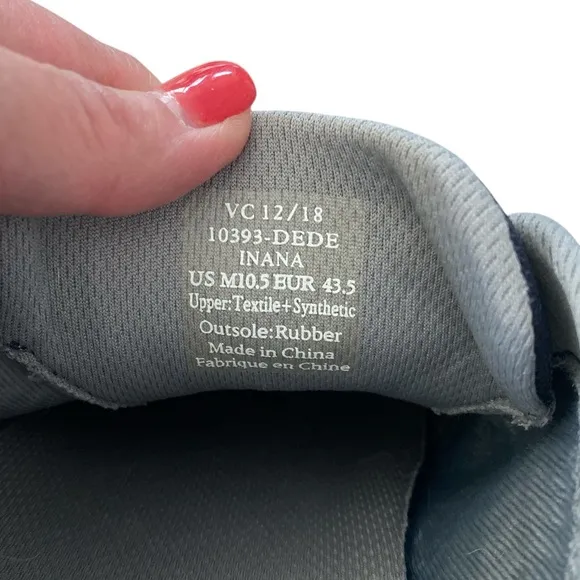 VC 12/18
10393-DEDE
INANA
US M10.5 EUR 43.5
Upper:Textile+Synthetic
Outsole:Rubber
Made in China
Fabriqué en Chine